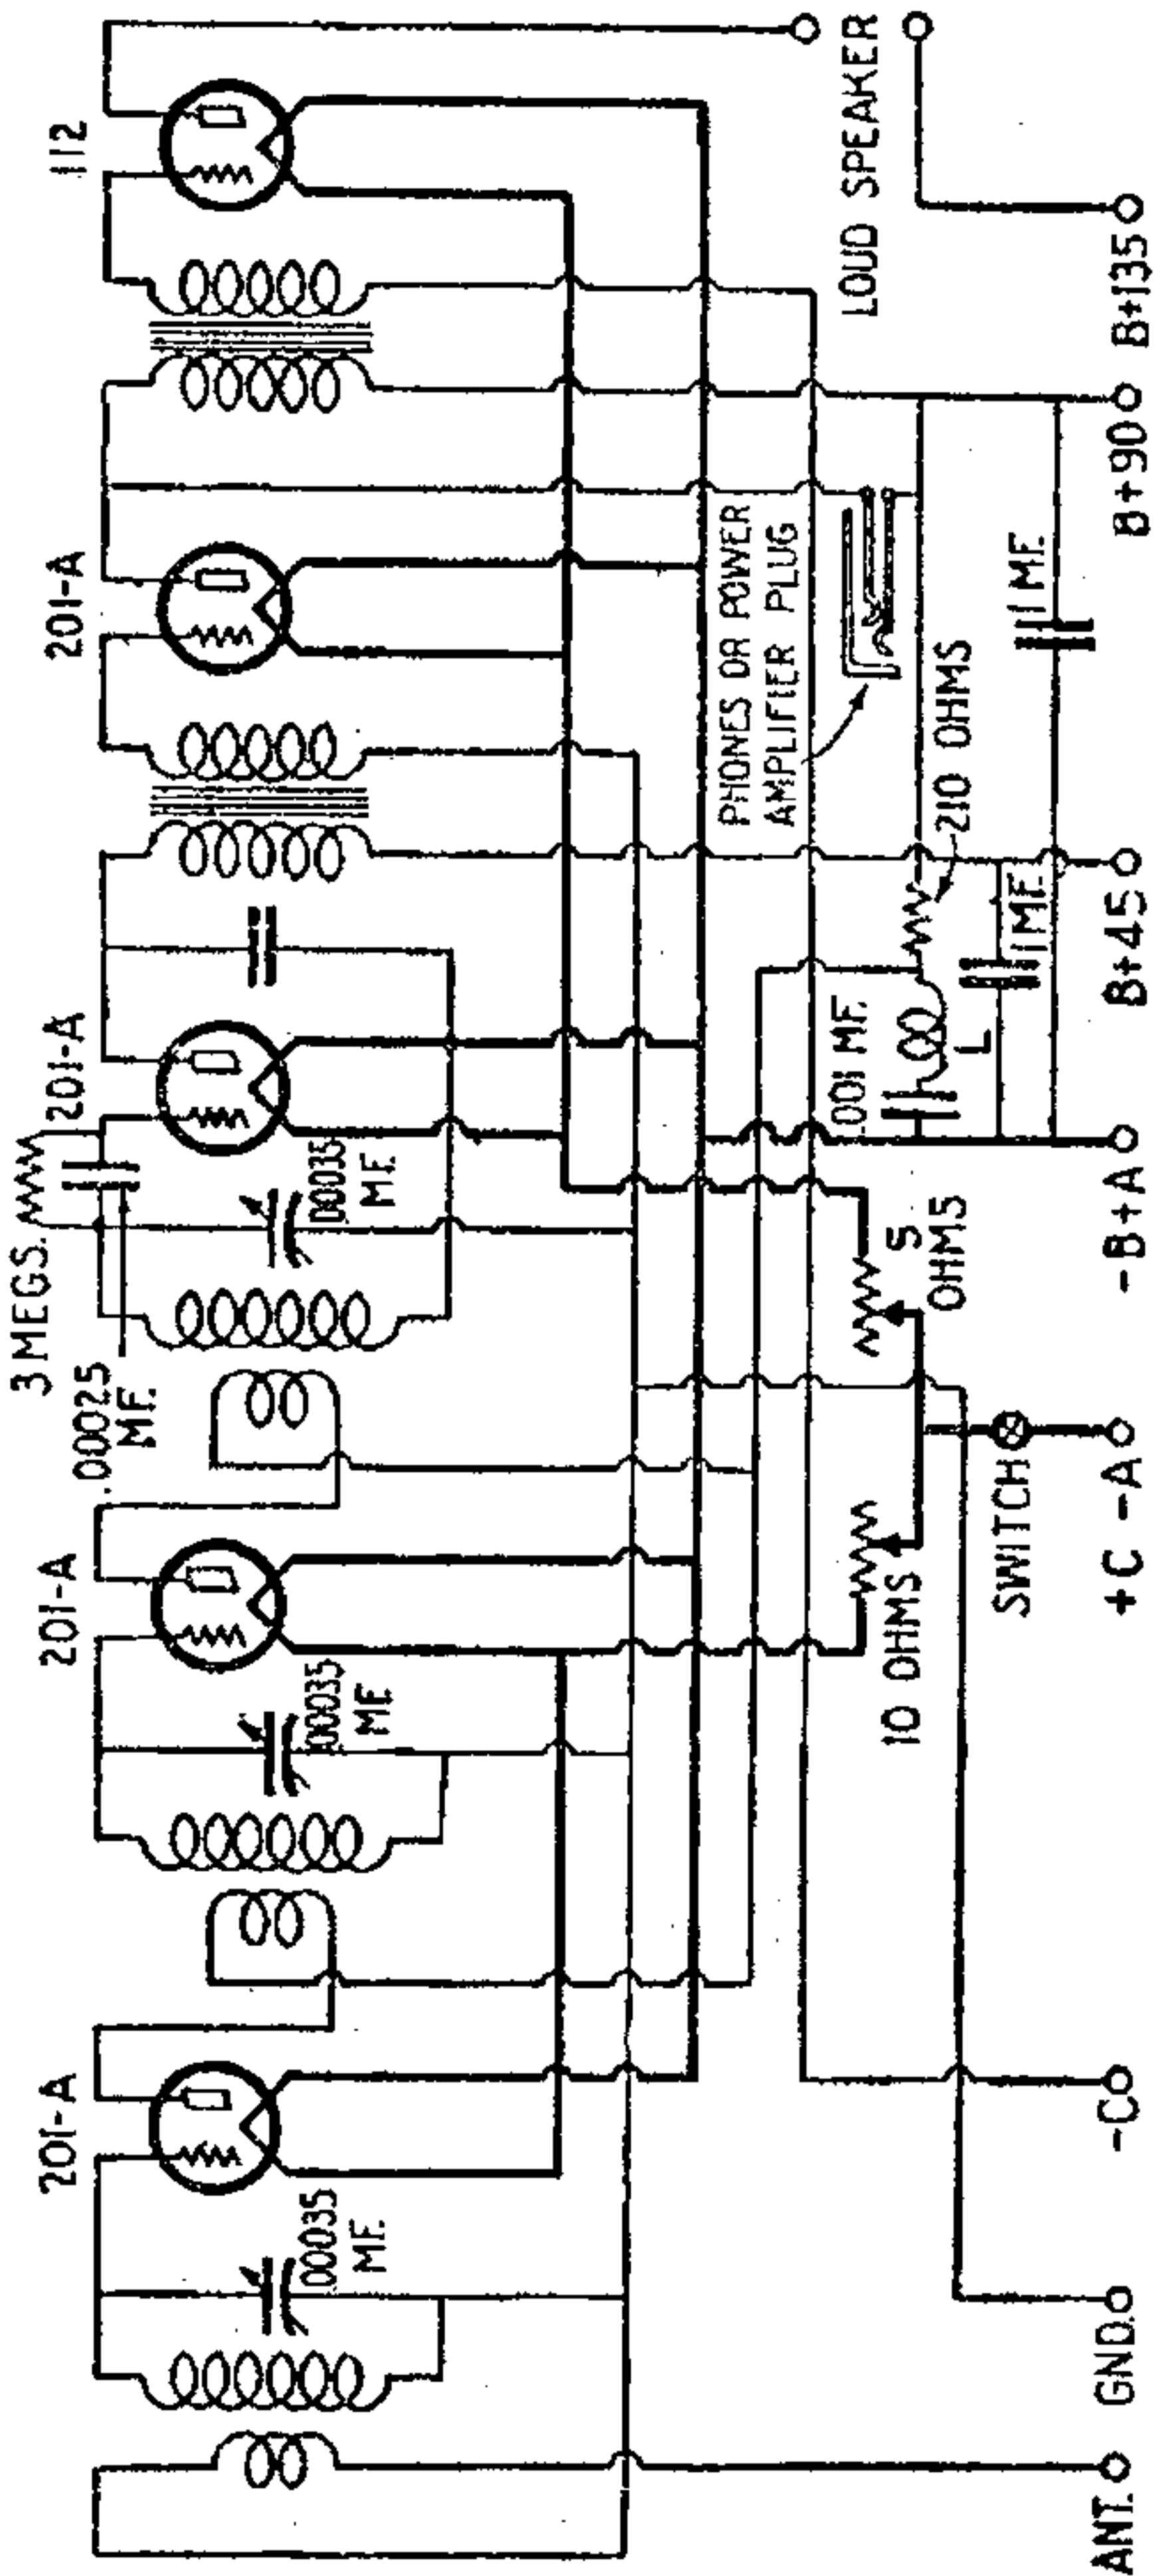 201-A
201-A
201-A
201-A
112
3 MEGS.
.00025
MF.
.00035
MF.
.00035
MF.
.00035
MF.
PHONES OR POWER
AMPLIFIER PLUG
LOUD SPEAKER
.001 MF.
L
210 OHMS
1 MF.
1 MF.
10 OHMS
5
OHMS
SWITCH
ANT.
GND.
-C
+C -A
-B+A
B+45
B+90
B+135